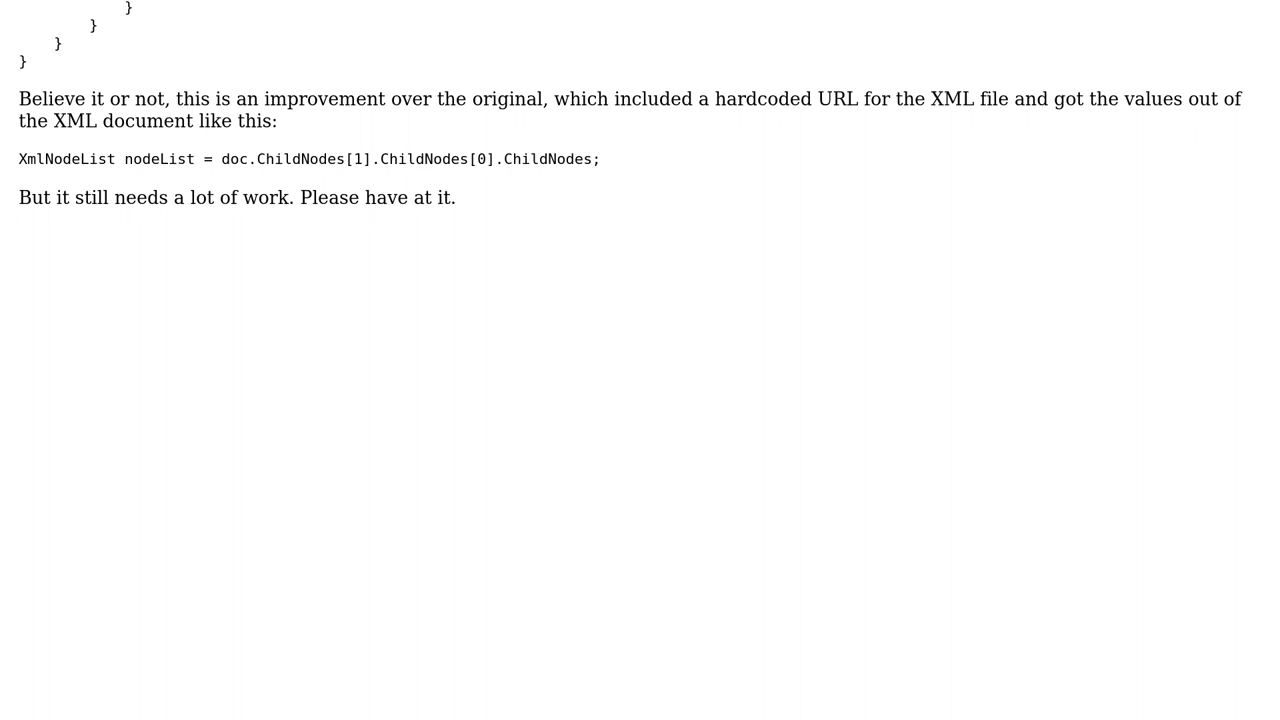 }
}
}
}
Believe it or not, this is an improvement over the original, which included a hardcoded URL for the XML file and got the values out of
the XML document like this:
XmlNodeList nodeList = doc.ChildNodes[1].ChildNodes[0].ChildNodes;
But it still needs a lot of work. Please have at it.